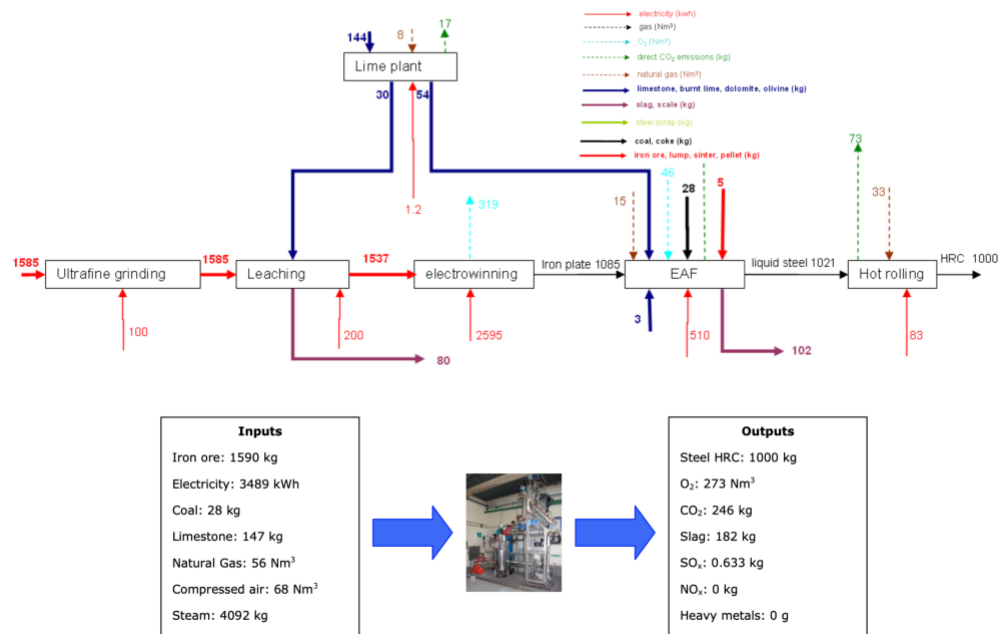 electricity (kwh)
gas (Nm³)
O₂ (Nm³)
direct CO₂ emissions (kg)
natural gas (Nm³)
limestone, burnt lime, dolomite, olivine (kg)
slag, scale (kg)
steel scrap (kg)
coal, coke (kg)
iron ore, lump, sinter, pellet (kg)
144
8
17
Lime plant
30
54
1.2
319
15
46
28
5
73
33
1585
Ultrafine grinding
1585
Leaching
1537
electrowinning
Iron plate 1085
EAF
liquid steel 1021
Hot rolling
HRC 1000
100
200
2595
3
510
83
80
102
Inputs
Iron ore: 1590 kg
Electricity: 3489 kWh
Coal: 28 kg
Limestone: 147 kg
Natural Gas: 56 Nm³
Compressed air: 68 Nm³
Steam: 4092 kg
Outputs
Steel HRC: 1000 kg
O₂: 273 Nm³
CO₂: 246 kg
Slag: 182 kg
SOₓ: 0.633 kg
NOₓ: 0 kg
Heavy metals: 0 g